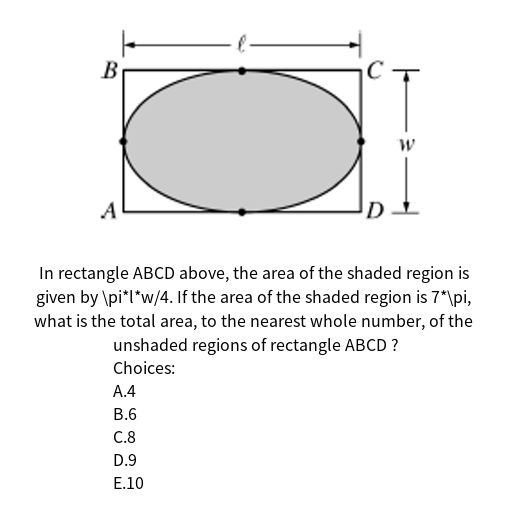 ℓ
B
C
w
A
D
In rectangle ABCD above, the area of the shaded region is
given by \pi*l*w/4. If the area of the shaded region is 7*\pi,
what is the total area, to the nearest whole number, of the
unshaded regions of rectangle ABCD ?
Choices:
A.4
B.6
C.8
D.9
E.10